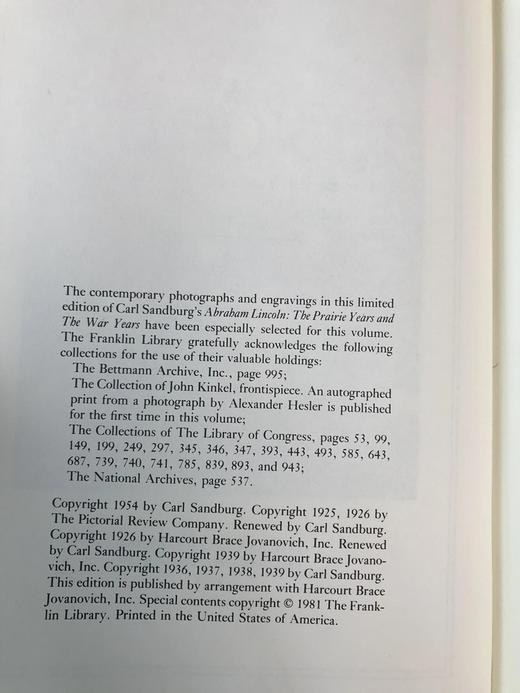 The contemporary photographs and engravings in this limited
edition of Carl Sandburg's Abraham Lincoln: The Prairie Years and
The War Years have been especially selected for this volume.
The Franklin Library gratefully acknowledges the following
collections for the use of their valuable holdings:
The Bettmann Archive, Inc., page 995;
The Collection of John Kinkel, frontispiece. An autographed
print from a photograph by Alexander Hesler is published
for the first time in this volume;
The Collections of The Library of Congress, pages 53, 99,
149, 199, 249, 297, 345, 346, 347, 393, 443, 493, 585, 643,
687, 739, 740, 741, 785, 839, 893, and 943;
The National Archives, page 537.
Copyright 1954 by Carl Sandburg. Copyright 1925, 1926 by
The Pictorial Review Company. Renewed by Carl Sandburg.
Copyright 1926 by Harcourt Brace Jovanovich, Inc. Renewed
by Carl Sandburg. Copyright 1939 by Harcourt Brace Jovano-
vich, Inc. Copyright 1936, 1937, 1938, 1939 by Carl Sandburg.
This edition is published by arrangement with Harcourt Brace
Jovanovich, Inc. Special contents copyright © 1981 The Frank-
lin Library. Printed in the United States of America.